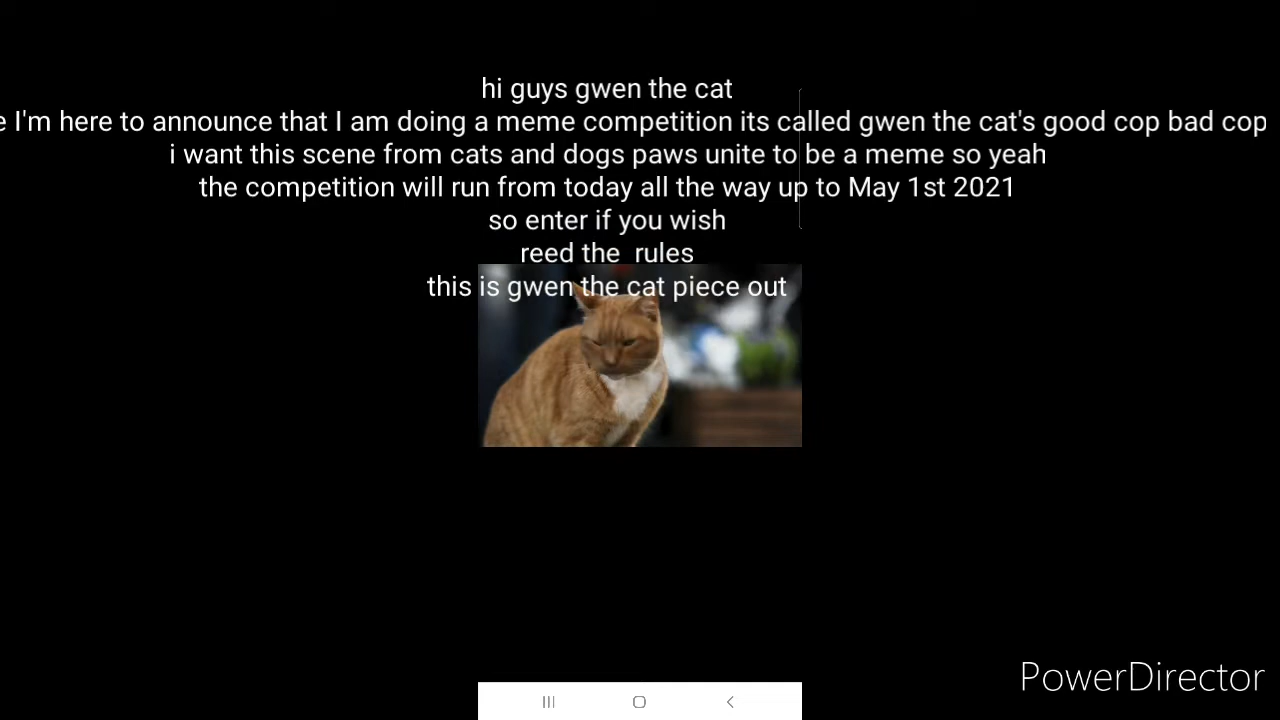 hi guys gwen the cat
e I'm here to announce that I am doing a meme competition its called gwen the cat's good cop bad cop
i want this scene from cats and dogs paws unite to be a meme so yeah
the competition will run from today all the way up to May 1st 2021
so enter if you wish
reed the  rules
this is gwen the cat piece out
PowerDirector